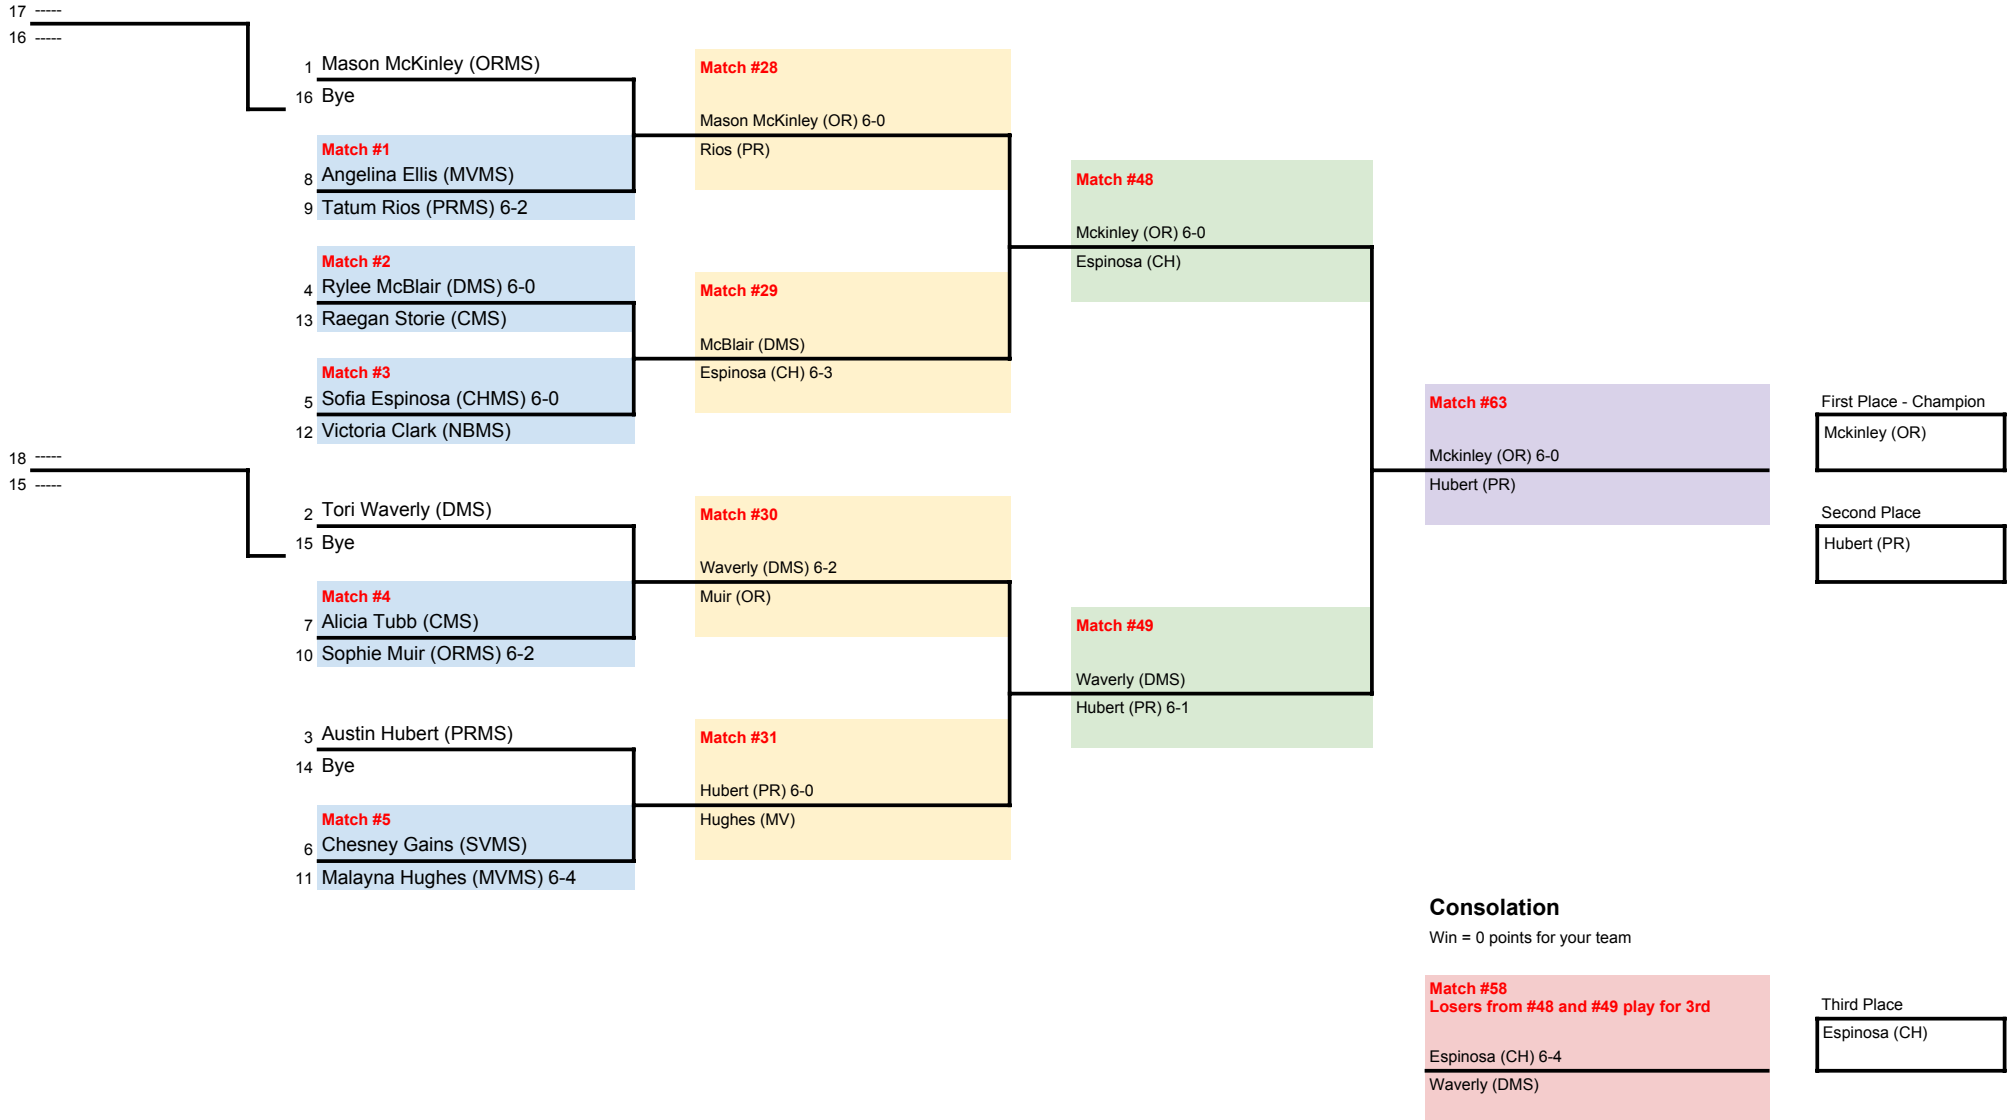 17 -----
16 -----
1 Mason McKinley (ORMS)
16 Bye
Match #1
8 Angelina Ellis (MVMS)
9 Tatum Rios (PRMS) 6-2
Match #2
4 Rylee McBlair (DMS) 6-0
13 Raegan Storie (CMS)
Match #3
5 Sofia Espinosa (CHMS) 6-0
12 Victoria Clark (NBMS)
18 -----
15 -----
2 Tori Waverly (DMS)
15 Bye
Match #4
7 Alicia Tubb (CMS)
10 Sophie Muir (ORMS) 6-2
3 Austin Hubert (PRMS)
14 Bye
Match #5
6 Chesney Gains (SVMS)
11 Malayna Hughes (MVMS) 6-4
Match #28
Mason McKinley (OR) 6-0
Rios (PR)
Match #29
McBlair (DMS)
Espinosa (CH) 6-3
Match #30
Waverly (DMS) 6-2
Muir (OR)
Match #31
Hubert (PR) 6-0
Hughes (MV)
Match #48
Mckinley (OR) 6-0
Espinosa (CH)
Match #49
Waverly (DMS)
Hubert (PR) 6-1
Match #63
Mckinley (OR) 6-0
Hubert (PR)
First Place - Champion
Mckinley (OR)
Second Place
Hubert (PR)
Consolation
Win = 0 points for your team
Match #58
Losers from #48 and #49 play for 3rd
Espinosa (CH) 6-4
Waverly (DMS)
Third Place
Espinosa (CH)